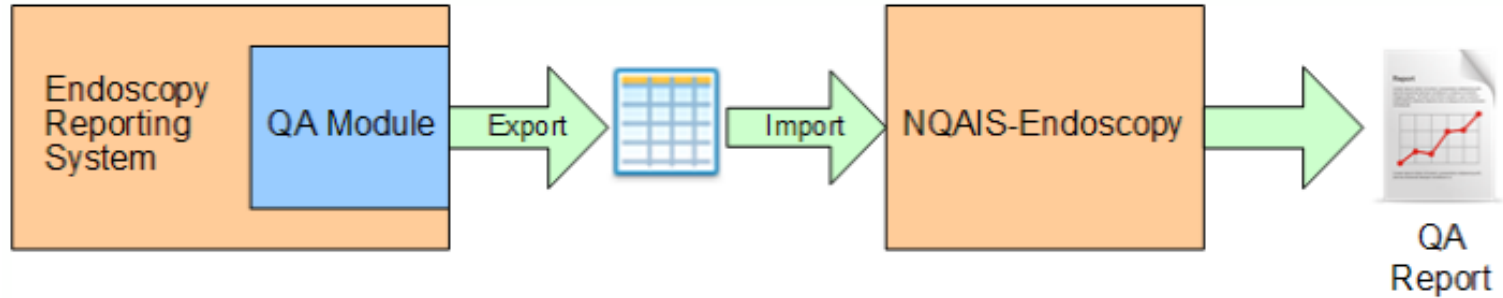 Endoscopy
Reporting
System
QA Module
Export
Import
NQAIS-Endoscopy
Report
QA
Report